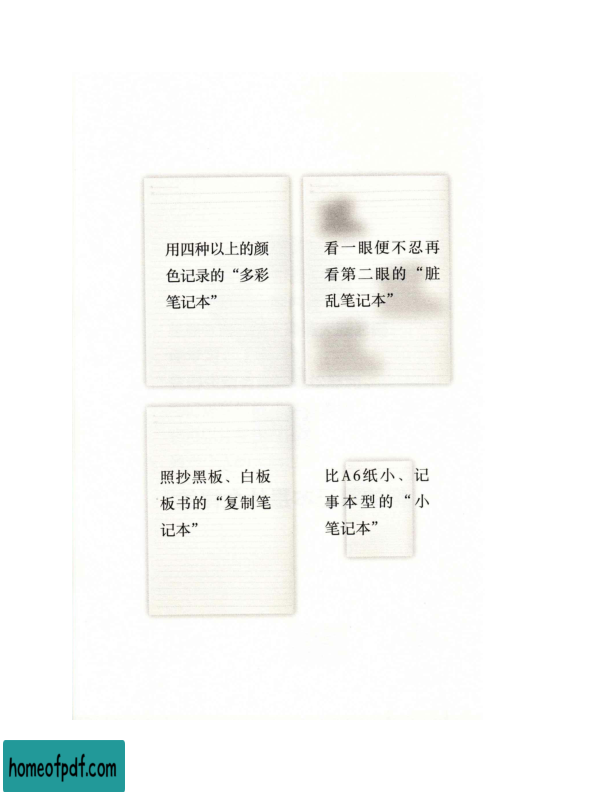 用四种以上的颜
色记录的“多彩
笔记本”
看一眼便不忍再
看第二眼的“脏
乱笔记本”
照抄黑板、白板
板书的“复制笔
记本”
比A6纸小、记
事本型的“小
笔记本”
homeofpdf.com